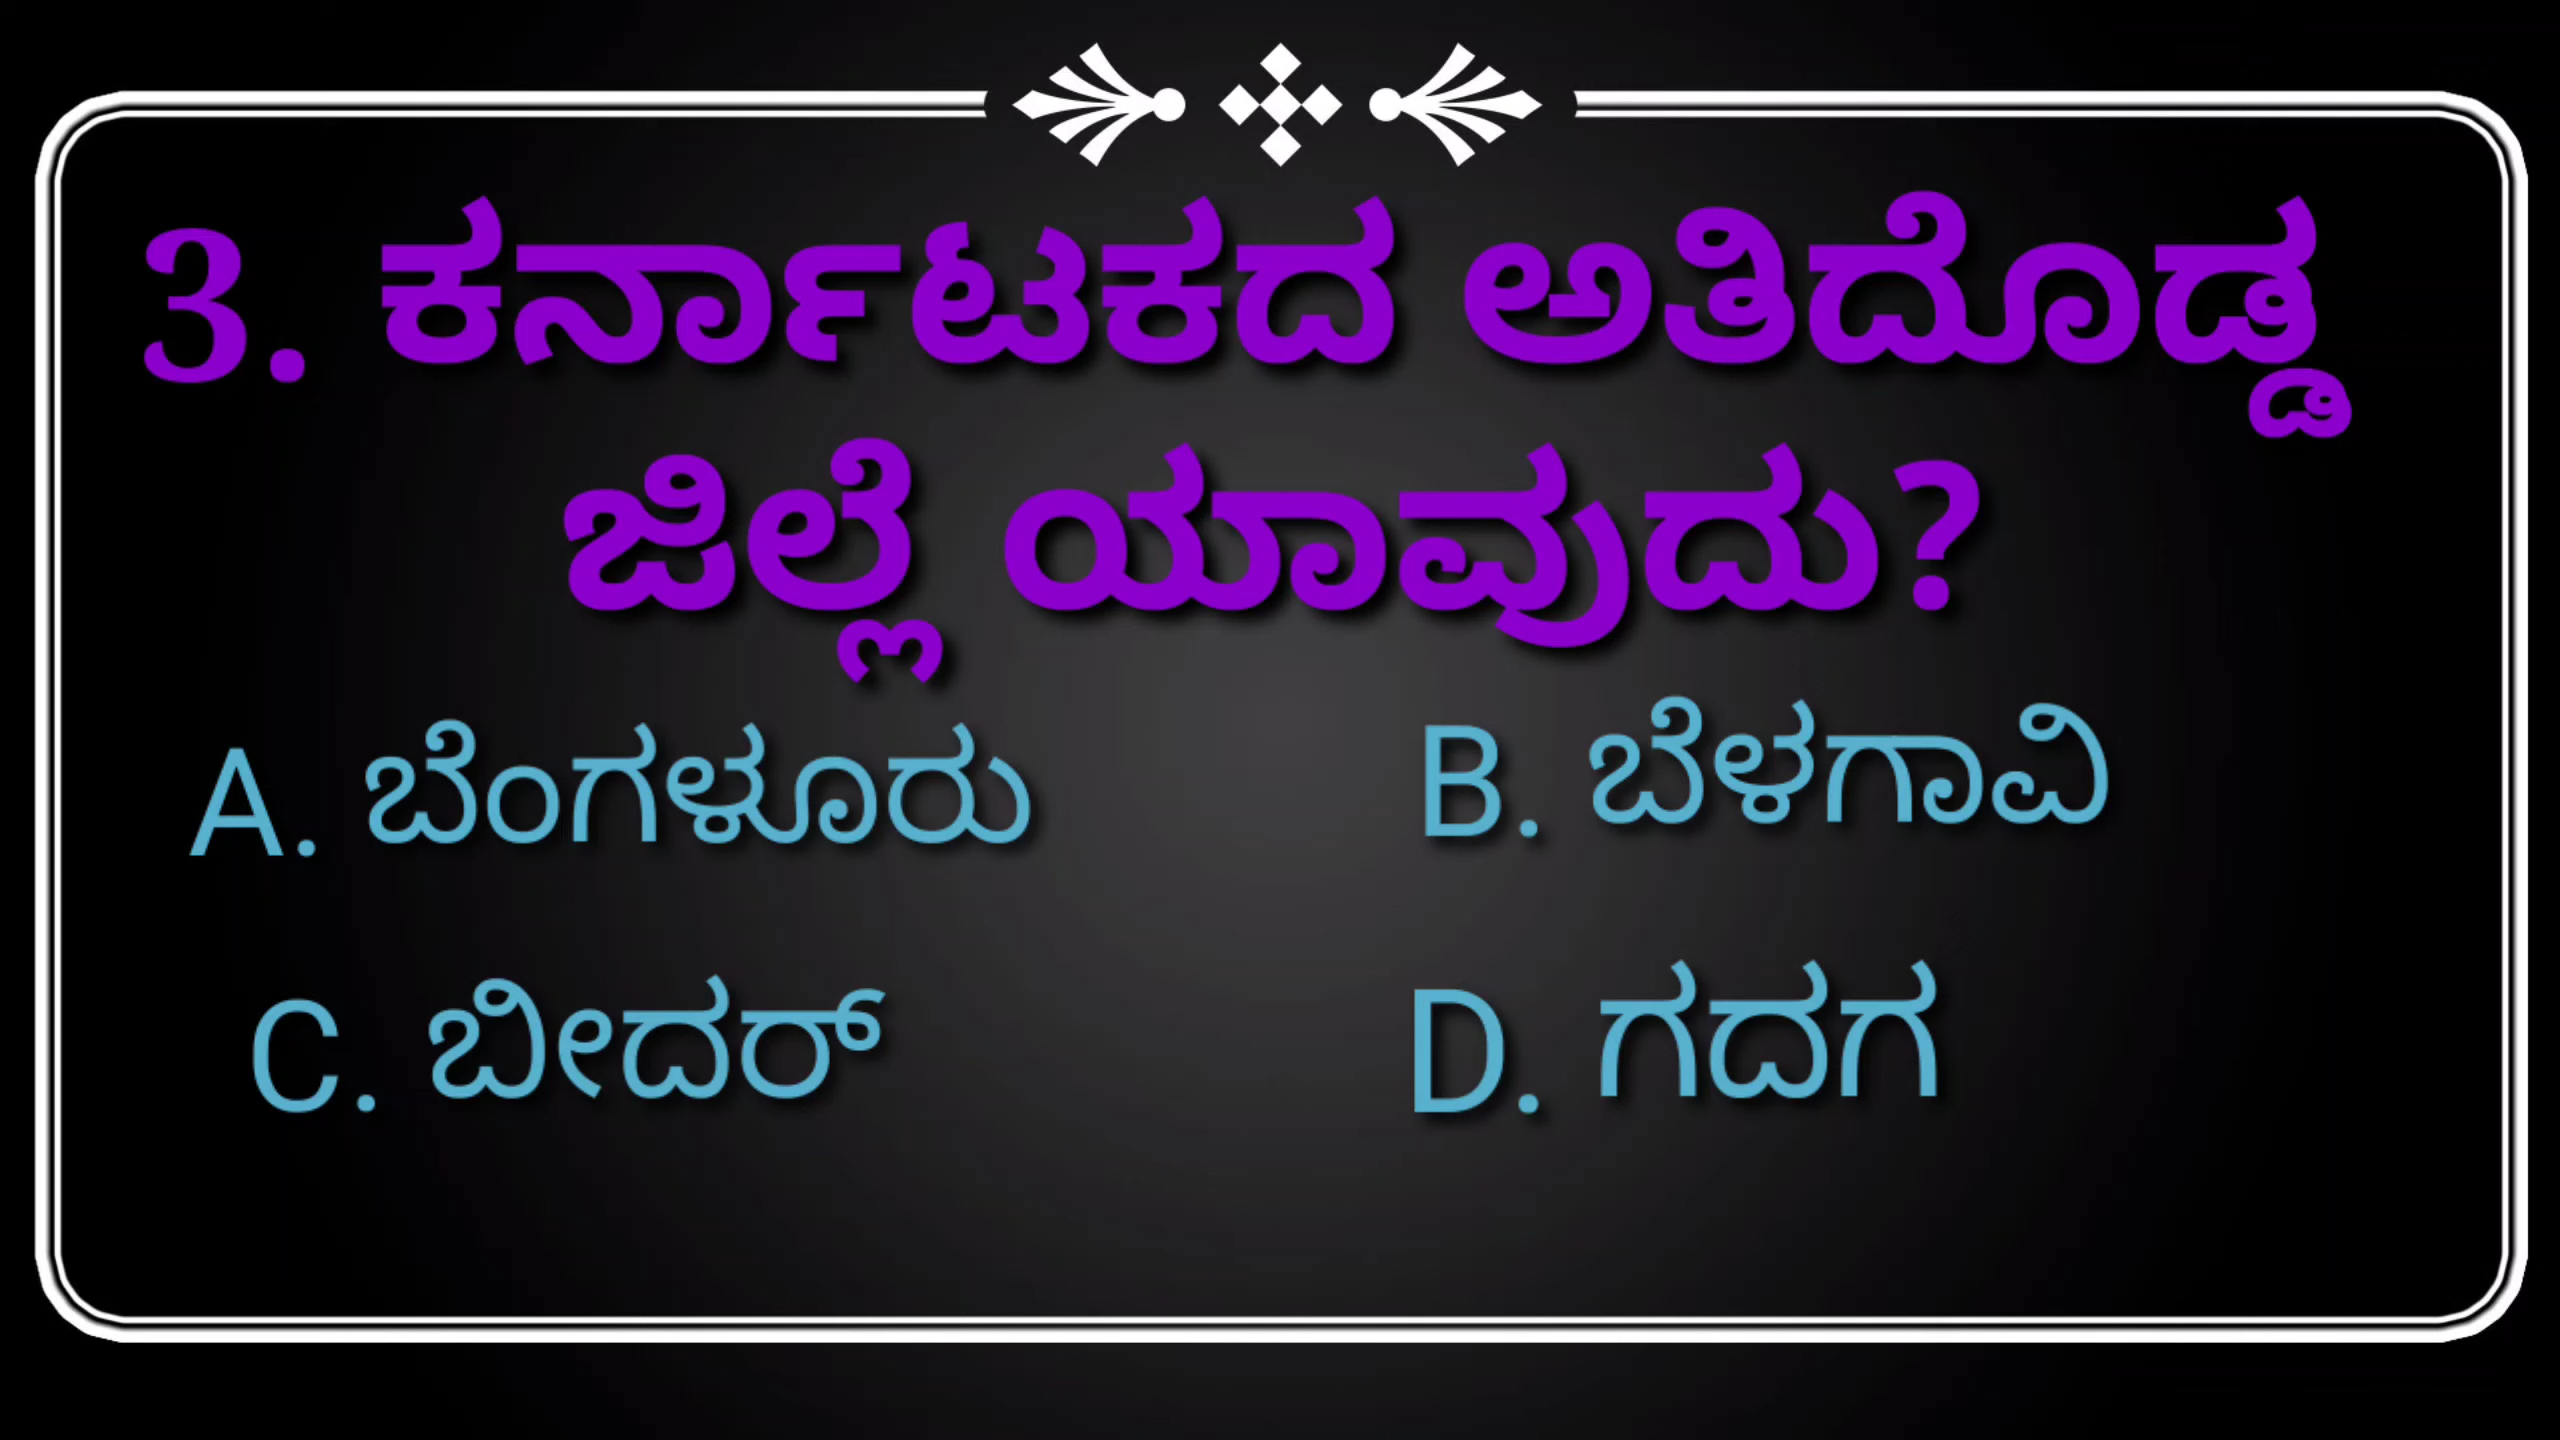 3. ಕರ್ನಾಟಕದ ಅತಿದೊಡ್ಡ
ಜಿಲ್ಲೆ ಯಾವುದು?
A. ಬೆಂಗಳೂರು
B. ಬೆಳಗಾವಿ
C. ಬೀದರ್
D. ಗದಗ